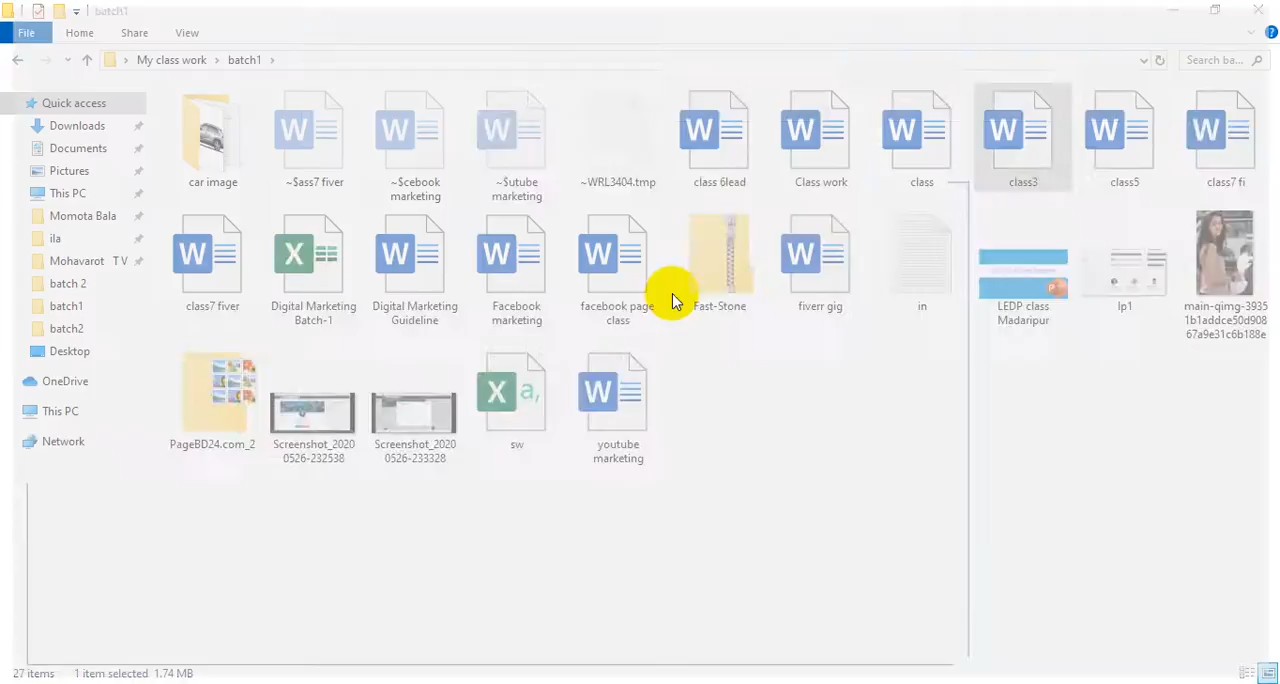 batch1
File Home Share View
My class work batch1 Search ba...
Quick access
Downloads
Documents
Pictures
This PC
Momota Bala
ila
Mohavarot TV
batch 2
batch1
batch2
Desktop
OneDrive
This PC
Network
car image
~$ass7 fiver
~$cebook
marketing
~$utube
marketing
~WRL3404.tmp
class 6lead
Class work
class
class3
class5
class7 fi
class7 fiver
Digital Marketing
Batch-1
Digital Marketing
Guideline
Facebook
marketing
facebook page
class
Fast-Stone
fiverr gig
in
LEDP class
Madaripur
lp1
main-qimg-3935
1b1addce50d908
67a9e31c6b188e
PageBD24.com_2
Screenshot_2020
0526-232538
Screenshot_2020
0526-233328
sw
youtube
marketing
27 items 1 item selected 1.74 MB